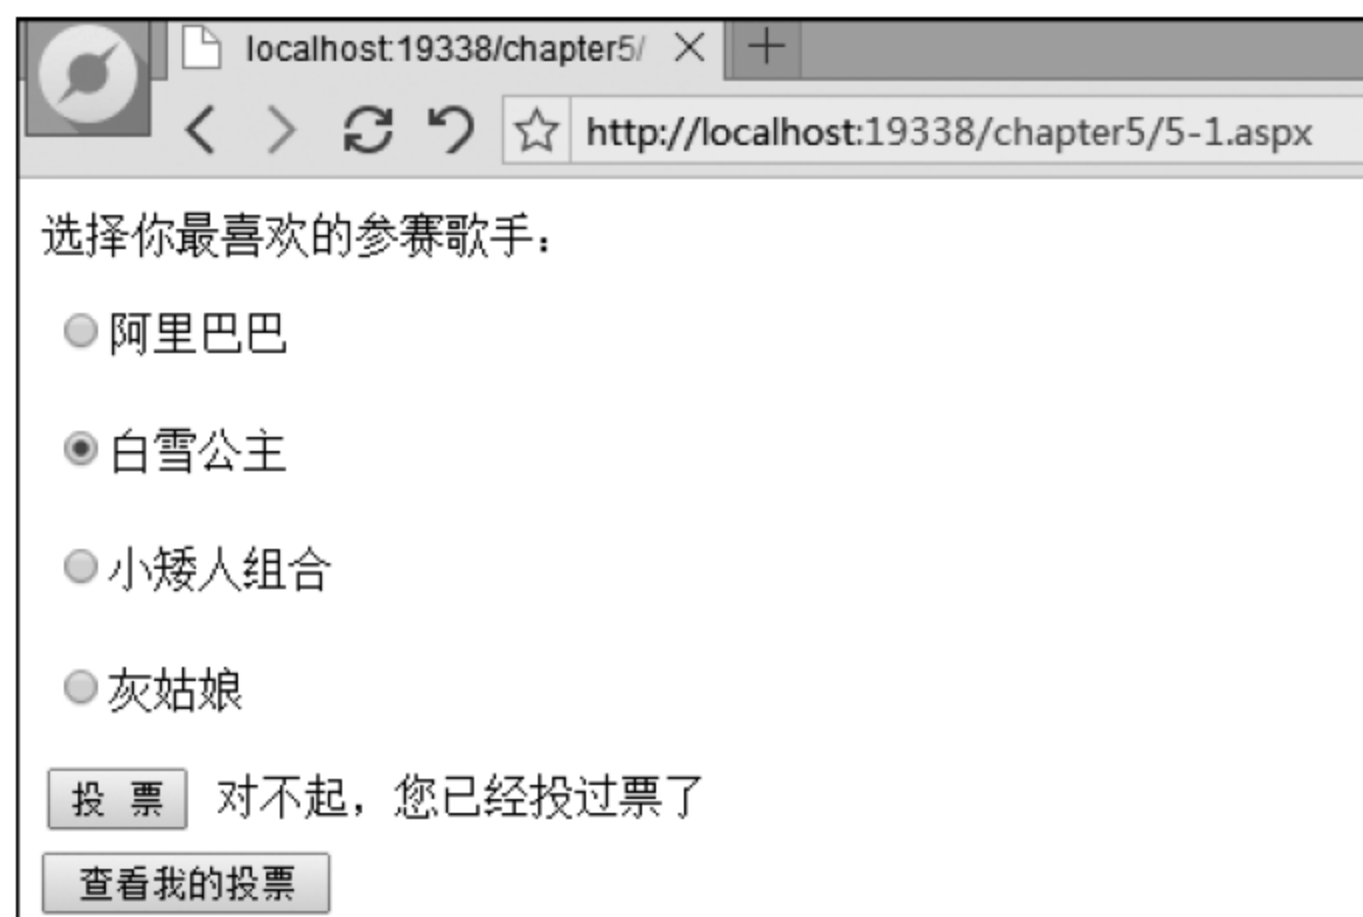 localhost:19338/chapter5/
http://localhost:19338/chapter5/5-1.aspx
选择你最喜欢的参赛歌手：
阿里巴巴
白雪公主
小矮人组合
灰姑娘
投 票 对不起，您已经投过票了
查看我的投票